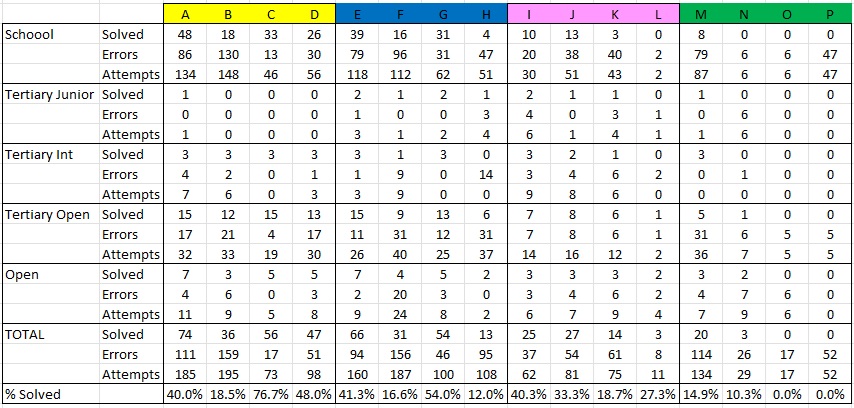 A B C D E F G H I J K L M N O P
Schoool Solved 48 18 33 26 39 16 31 4 10 13 3 0 8 0 0 0
Errors 86 130 13 30 79 96 31 47 20 38 40 2 79 6 6 47
Attempts 134 148 46 56 118 112 62 51 30 51 43 2 87 6 6 47
Tertiary Junior Solved 1 0 0 0 2 1 2 1 2 1 1 0 1 0 0 0
Errors 0 0 0 0 1 0 0 3 4 0 3 1 0 6 0 0
Attempts 1 0 0 0 3 1 2 4 6 1 4 1 1 6 0 0
Tertiary Int Solved 3 3 3 3 3 1 3 0 3 2 1 0 3 0 0 0
Errors 4 2 0 1 1 9 0 14 3 4 6 2 0 1 0 0
Attempts 7 6 0 3 3 9 0 0 9 8 6 0 0 0 0 0
Tertiary Open Solved 15 12 15 13 15 9 13 6 7 8 6 1 5 1 0 0
Errors 17 21 4 17 11 31 12 31 7 8 6 1 31 6 5 5
Attempts 32 33 19 30 26 40 25 37 14 16 12 2 36 7 5 5
Open Solved 7 3 5 5 7 4 5 2 3 3 3 2 3 2 0 0
Errors 4 6 0 3 2 20 3 0 3 4 6 2 4 7 6 0
Attempts 11 9 5 8 9 24 8 2 6 7 9 4 7 9 6 0
TOTAL Solved 74 36 56 47 66 31 54 13 25 27 14 3 20 3 0 0
Errors 111 159 17 51 94 156 46 95 37 54 61 8 114 26 17 52
Attempts 185 195 73 98 160 187 100 108 62 81 75 11 134 29 17 52
% Solved 40.0% 18.5% 76.7% 48.0% 41.3% 16.6% 54.0% 12.0% 40.3% 33.3% 18.7% 27.3% 14.9% 10.3% 0.0% 0.0%